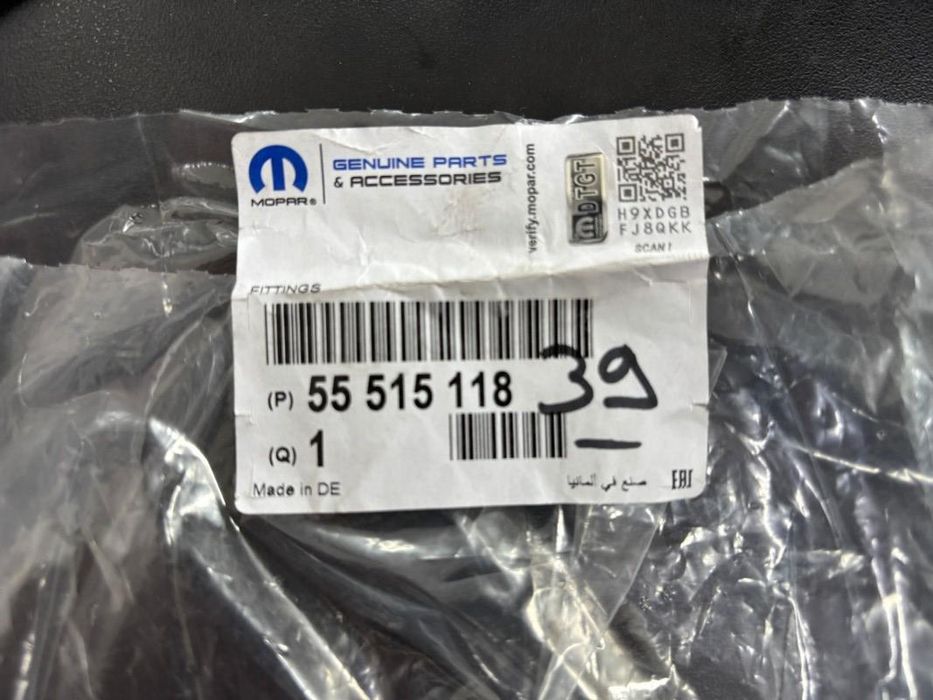 MOPAR®
GENUINE PARTS
& ACCESSORIES
verify.mopar.com
m DTGT
H9XDGB
FJ8QKK
SCAN!
FITTINGS
(P) 55 515 118
39
(Q) 1
Made in DE
صنع في ألمانيا
EAC